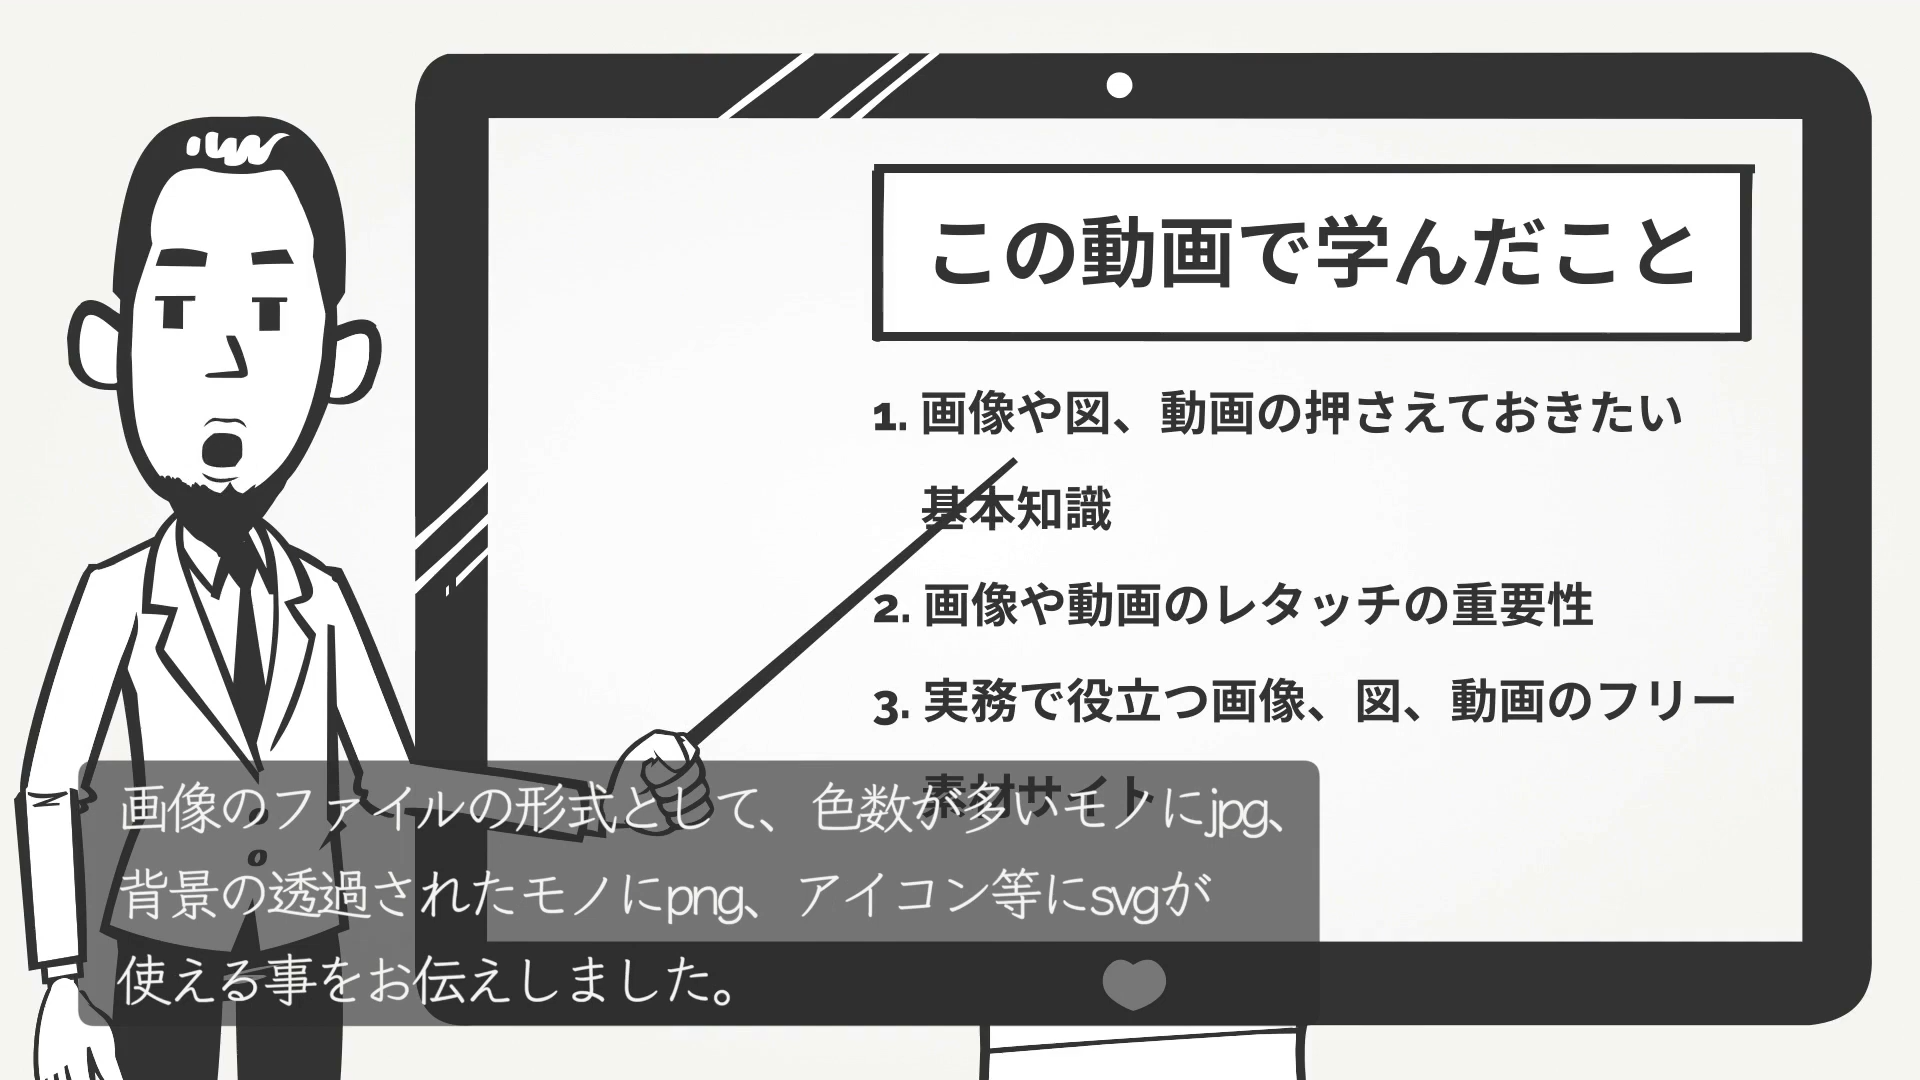 この動画で学んだこと
1. 画像や図、動画の押さえておきたい
基本知識
2. 画像や動画のレタッチの重要性
3. 実務で役立つ画像、図、動画のフリー
素材サイト
画像のファイルの形式として、色数が多いモノにjpg、
背景の透過されたモノにpng、アイコン等にsvgが
使える事をお伝えしました。